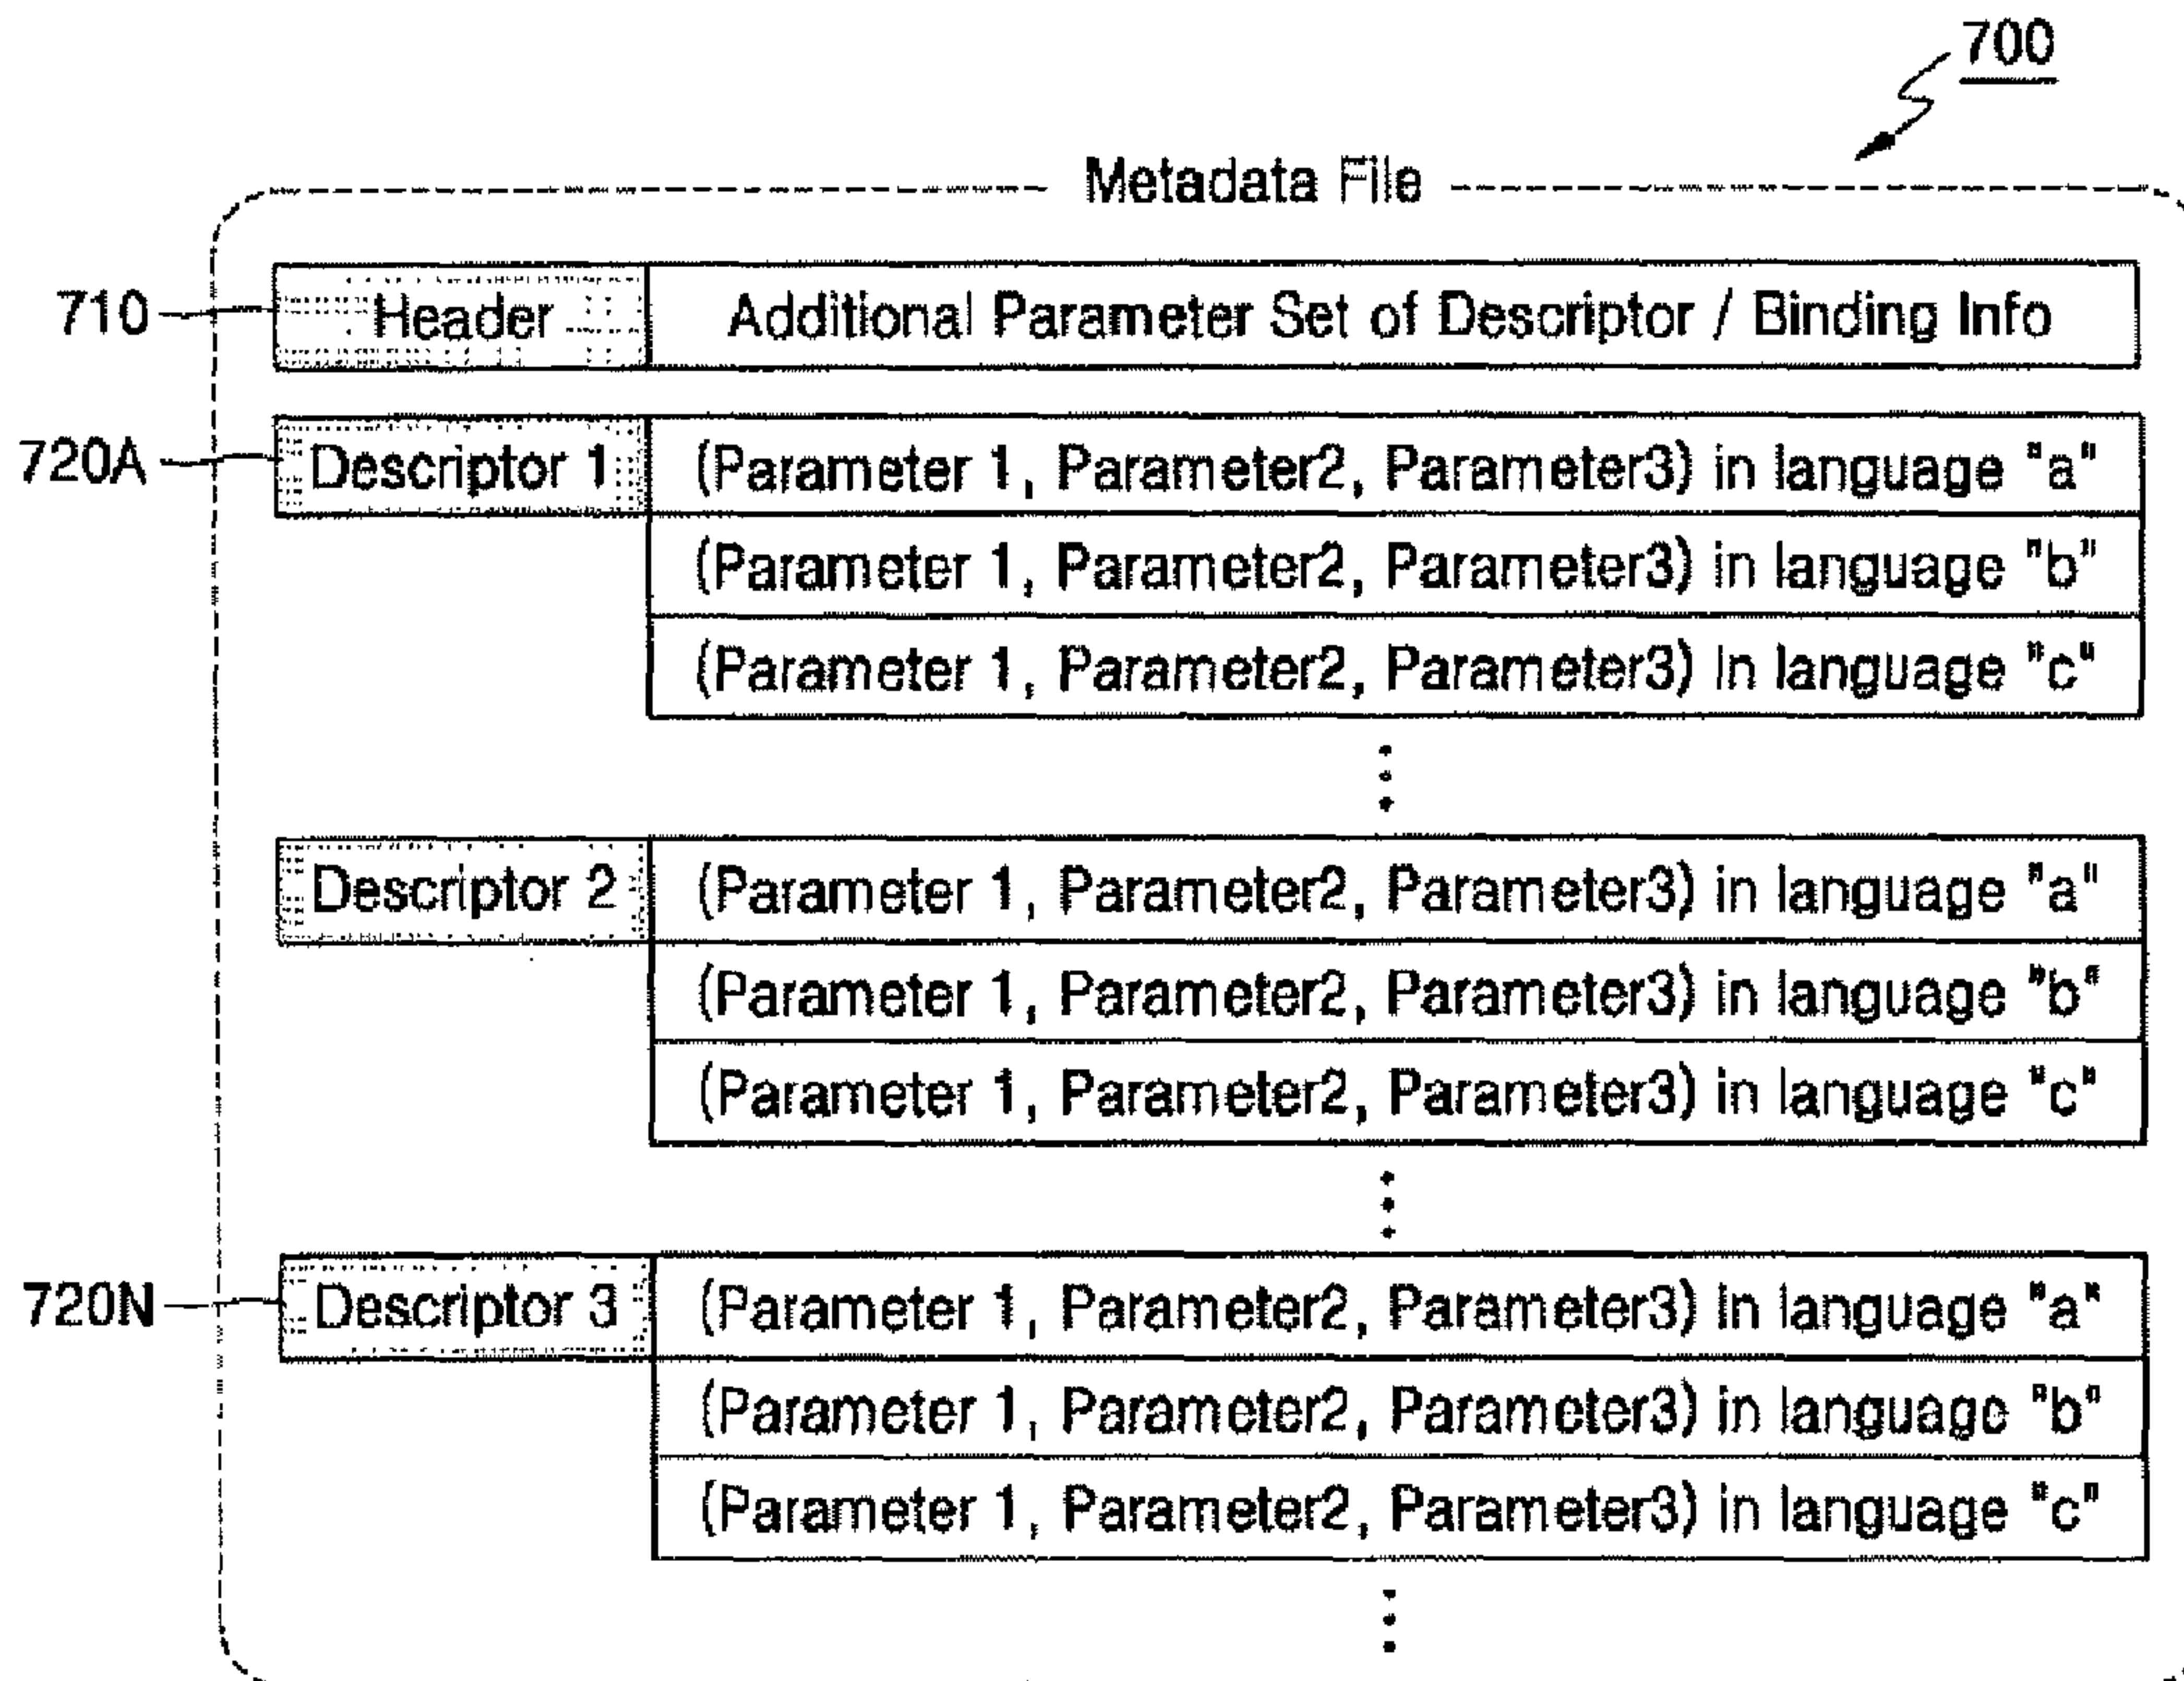 700
Metadata File
710 Header Additional Parameter Set of Descriptor / Binding Info
720A Descriptor 1 (Parameter 1, Parameter2, Parameter3) in language "a"
(Parameter 1, Parameter2, Parameter3) in language "b"
(Parameter 1, Parameter2, Parameter3) in language "c"
Descriptor 2 (Parameter 1, Parameter2, Parameter3) in language "a"
(Parameter 1, Parameter2, Parameter3) in language "b"
(Parameter 1, Parameter2, Parameter3) in language "c"
720N Descriptor 3 (Parameter 1, Parameter2, Parameter3) in language "a"
(Parameter 1, Parameter2, Parameter3) in language "b"
(Parameter 1, Parameter2, Parameter3) in language "c"